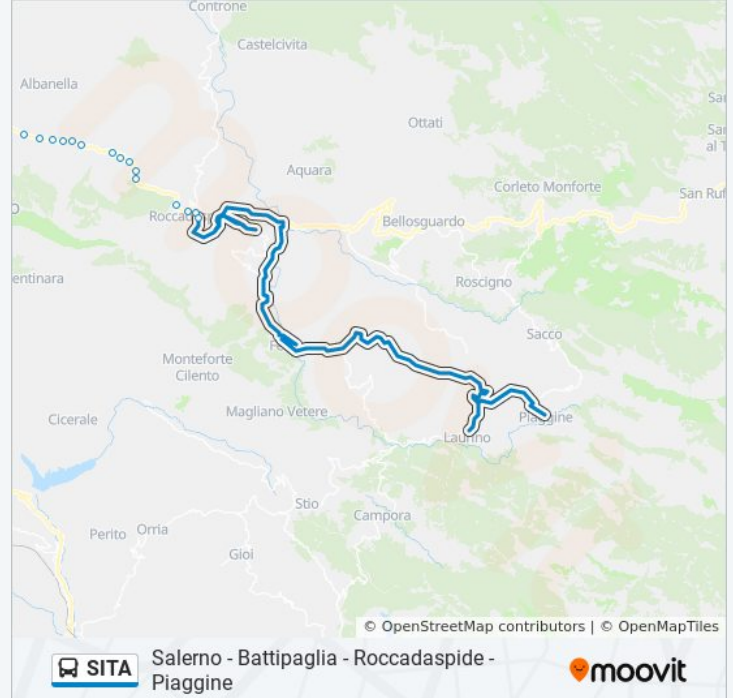 Controne
Castelcivita
Albanella
Ottati
Aquara
Corleto Monforte
San Ruf
Bellosguardo
entinara
Roscigno
Sacco
Monteforte
Cilento
Magliano Vetere
Cicerale
Piaggine
Laurino
Stio
Campora
Perito
Orria
Gioi
© OpenStreetMap contributors | © OpenMapTiles
SITA
Salerno - Battipaglia - Roccadaspide -
Piaggine
moovit